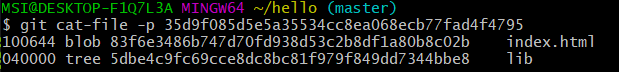 MSI@DESKTOP-F1Q7L3A MINGW64 ~/hello (master)
$ git cat-file -p 35d9f085d5e5a35534cc8ea068ecb77fad4f4795
100644 blob 83f6e3486b747d70fd938d53c2b8df1a80b8c02b    index.html
040000 tree 5dbe4c9fc69cce8dc8bc81f979f849dd7344bbe8    lib